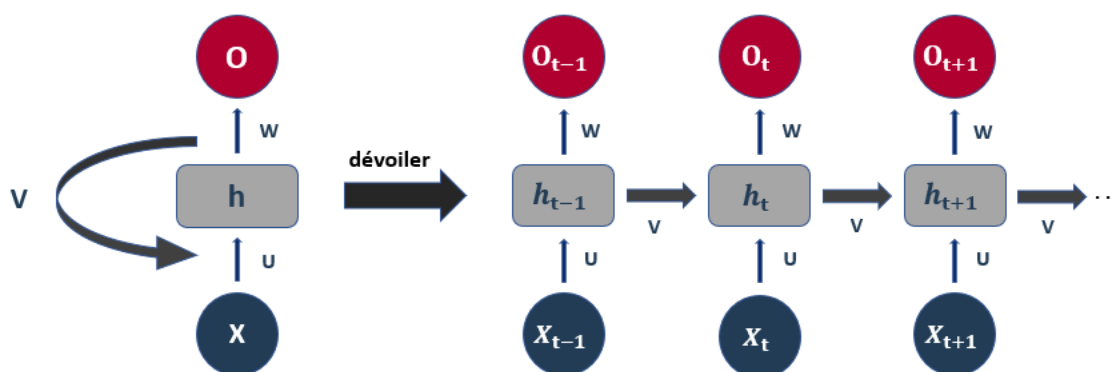 O
O_{t-1}
O_t
O_{t+1}
W
W
W
W
dévoiler
V
h
h_{t-1}
h_t
h_{t+1}
..
V
V
V
U
U
U
U
X
X_{t-1}
X_t
X_{t+1}